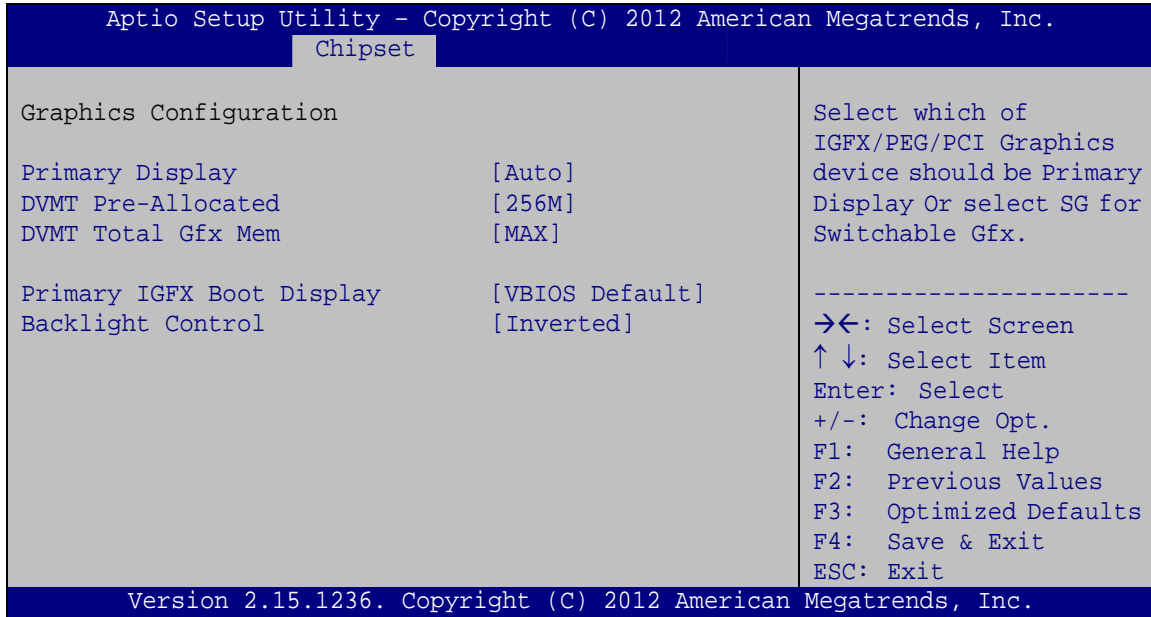 Aptio Setup Utility – Copyright (C) 2012 American Megatrends, Inc.
Chipset
Graphics Configuration
Primary Display [Auto]
DVMT Pre-Allocated [256M]
DVMT Total Gfx Mem [MAX]
Primary IGFX Boot Display [VBIOS Default]
Backlight Control [Inverted]
Select which of
IGFX/PEG/PCI Graphics
device should be Primary
Display Or select SG for
Switchable Gfx.
----------------------
→←: Select Screen
↑ ↓: Select Item
Enter: Select
+/-: Change Opt.
F1: General Help
F2: Previous Values
F3: Optimized Defaults
F4: Save & Exit
ESC: Exit
Version 2.15.1236. Copyright (C) 2012 American Megatrends, Inc.